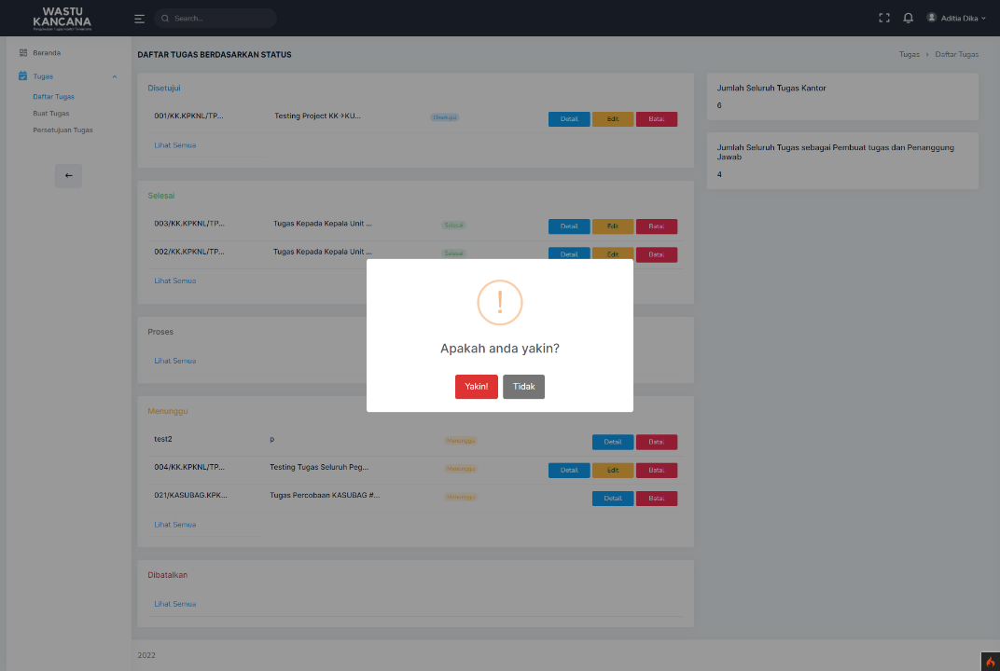 WASTU
KANCANA
Search...
Aditia Dika
Beranda
Tugas
Daftar Tugas
Buat Tugas
Persetujuan Tugas
DAFTAR TUGAS BERDASARKAN STATUS
Tugas > Daftar Tugas
Disetujui
001/KK.KPKNL/TP... Testing Project KK->KU... Disetujui Detail Edit Batal
Lihat Semua
Selesai
003/KK.KPKNL/TP... Tugas Kepada Kepala Unit ... Selesai Detail Edit Batal
002/KK.KPKNL/TP... Tugas Kepada Kepala Unit ... Selesai Detail Edit Batal
Lihat Semua
Proses
Lihat Semua
Menunggu
test2 p Menunggu Detail Batal
004/KK.KPKNL/TP... Testing Tugas Seluruh Peg... Menunggu Detail Edit Batal
021/KASUBAG.KPK... Tugas Percobaan KASUBAG #... Menunggu Detail Batal
Lihat Semua
Dibatalkan
Lihat Semua
Jumlah Seluruh Tugas Kantor
6
Jumlah Seluruh Tugas sebagai Pembuat tugas dan Penanggung
Jawab
4
!
Apakah anda yakin?
Yakin! Tidak
2022